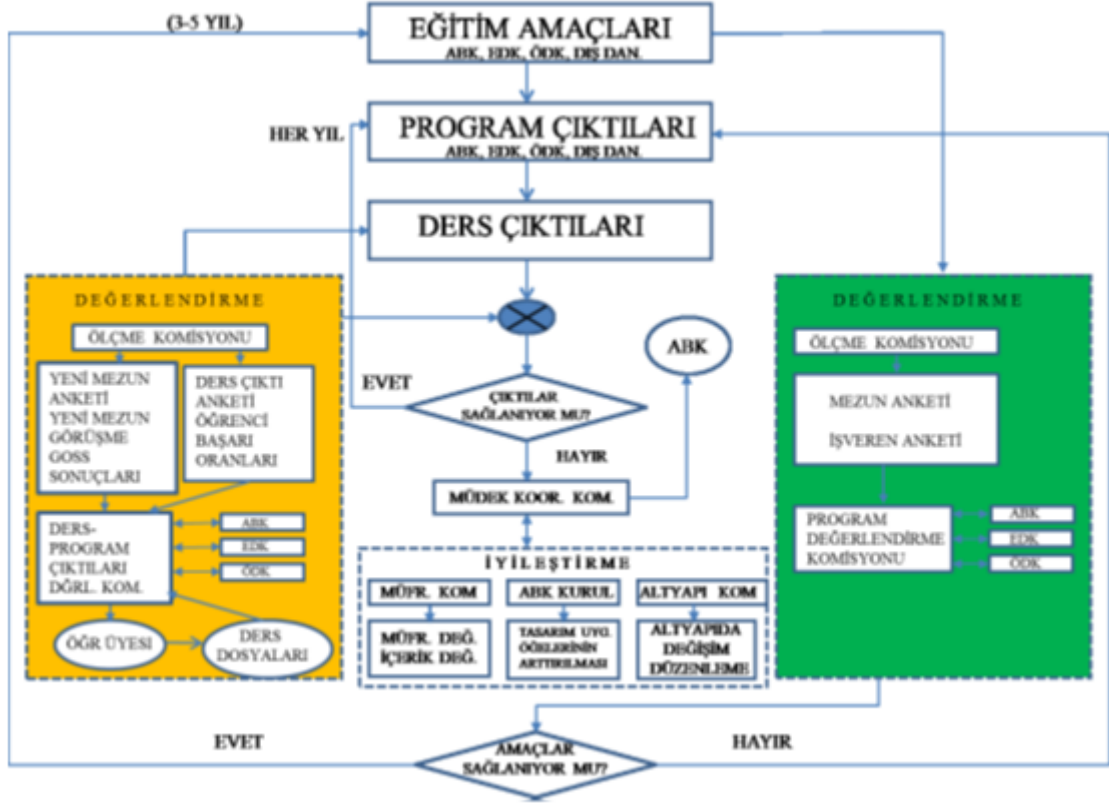 (3-5 YIL)
EĞİTİM AMAÇLARI
ABK, EDK, ÖDK, DIŞ DAN.
HER YIL
PROGRAM ÇIKTILARI
ABK, EDK, ÖDK, DIŞ DAN.
DERS ÇIKTILARI
DEĞERLENDİRME
ÖLÇME KOMİSYONU
YENİ MEZUN
ANKETİ
YENİ MEZUN
GÖRÜŞME
GOSS
SONUÇLARI
DERS ÇIKTI
ANKETİ
ÖĞRENCİ
BAŞARI
ORANLARI
DERS-
PROGRAM
ÇIKTILARI
DĞRL. KOM.
ABK
EDK
ÖDK
ÖĞR ÜYESI
DERS
DOSYALARI
EVET
ÇIKTILAR
SAĞLANIYOR MU?
HAYIR
ABK
MÜDEK KOOR. KOM.
İYİLEŞTİRME
MÜFR. KOM
ABK KURUL
ALTYAPI KOM
MÜFR. DEĞ.
İÇERİK DEĞ.
TASARIM UYG.
ÖĞELERİNİN
ARTTIRILMASI
ALTYAPIDA
DEĞİŞİM
DÜZENLEME
DEĞERLENDİRME
ÖLÇME KOMİSYONU
MEZUN ANKETİ
İŞVEREN ANKETİ
PROGRAM
DEĞERLENDİRME
KOMİSYONU
ABK
EDK
ÖDK
EVET
AMAÇLAR
SAĞLANIYOR MU?
HAYIR